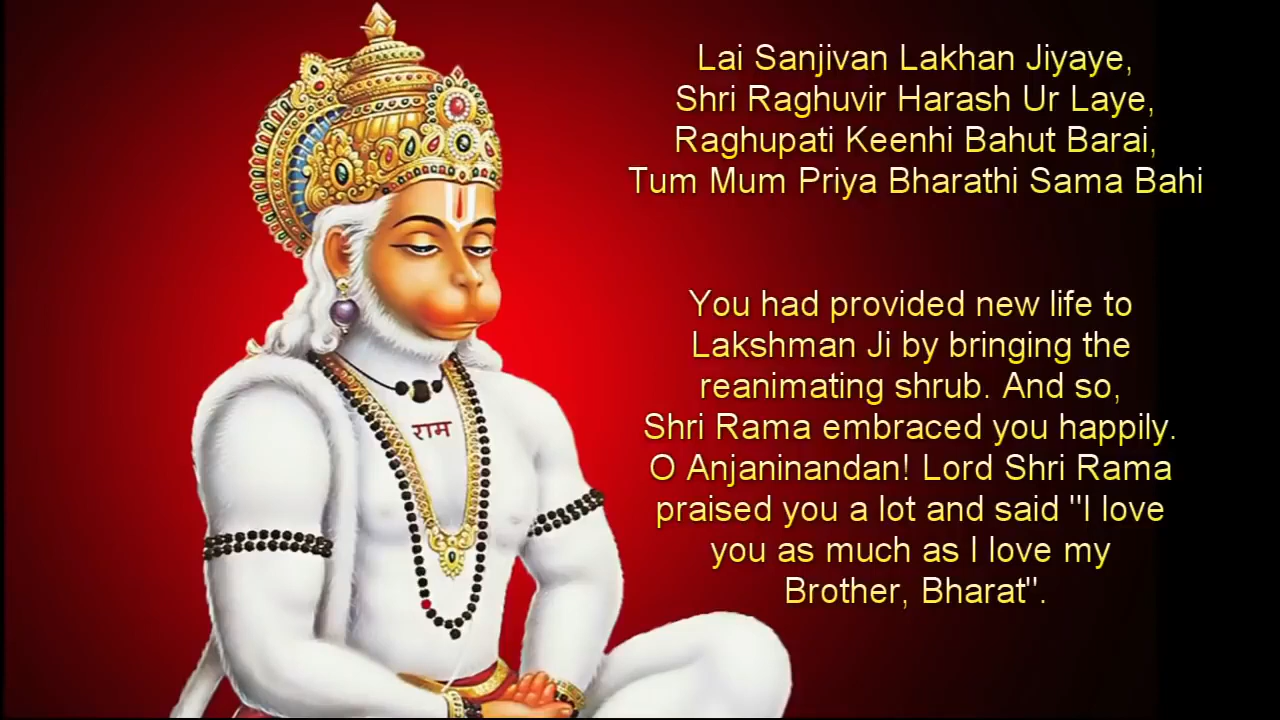 Lai Sanjivan Lakhan Jiyaye,
Shri Raghuvir Harash Ur Laye,
Raghupati Keenhi Bahut Barai,
Tum Mum Priya Bharathi Sama Bahi
You had provided new life to
Lakshman Ji by bringing the
reanimating shrub. And so,
Shri Rama embraced you happily.
O Anjaninandan! Lord Shri Rama
praised you a lot and said "I love
you as much as I love my
Brother, Bharat".
राम